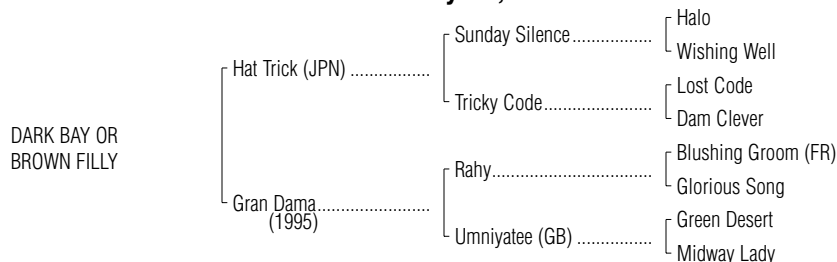 Halo
Sunday Silence
Wishing Well
Hat Trick (JPN)
Lost Code
Tricky Code
Dam Clever
DARK BAY OR
BROWN FILLY
Blushing Groom (FR)
Rahy
Glorious Song
Gran Dama
(1995)
Green Desert
Umniyatee (GB)
Midway Lady